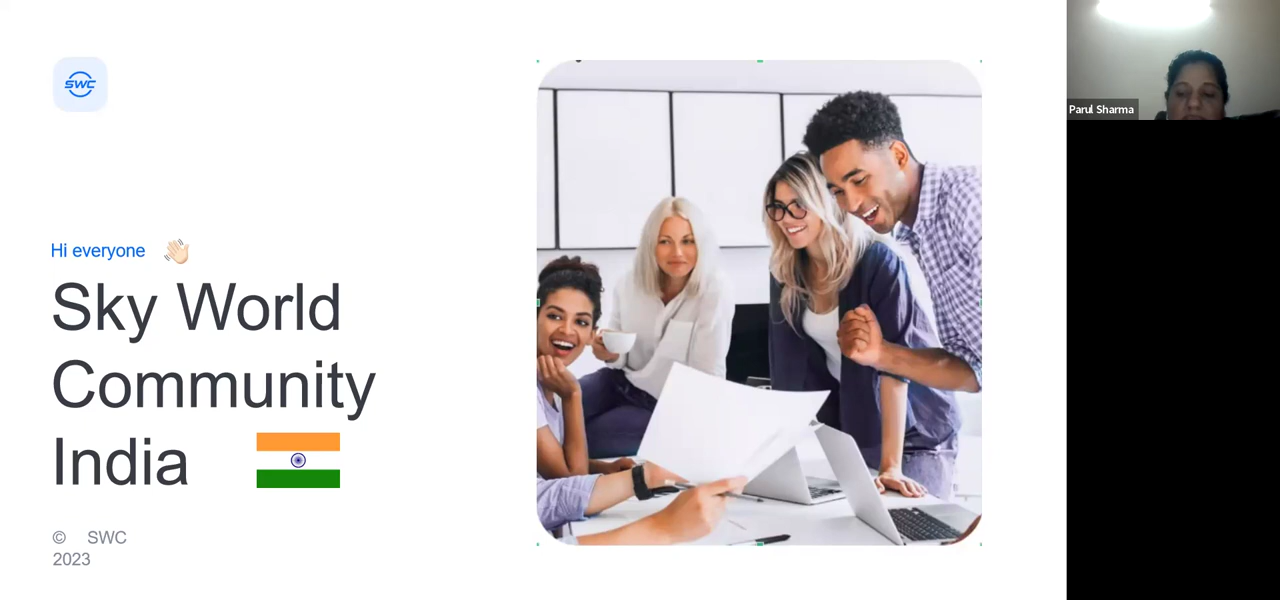 SWC
Hi everyone 👋🏻
Sky World
Community
India
© SWC
2023
Parul Sharma